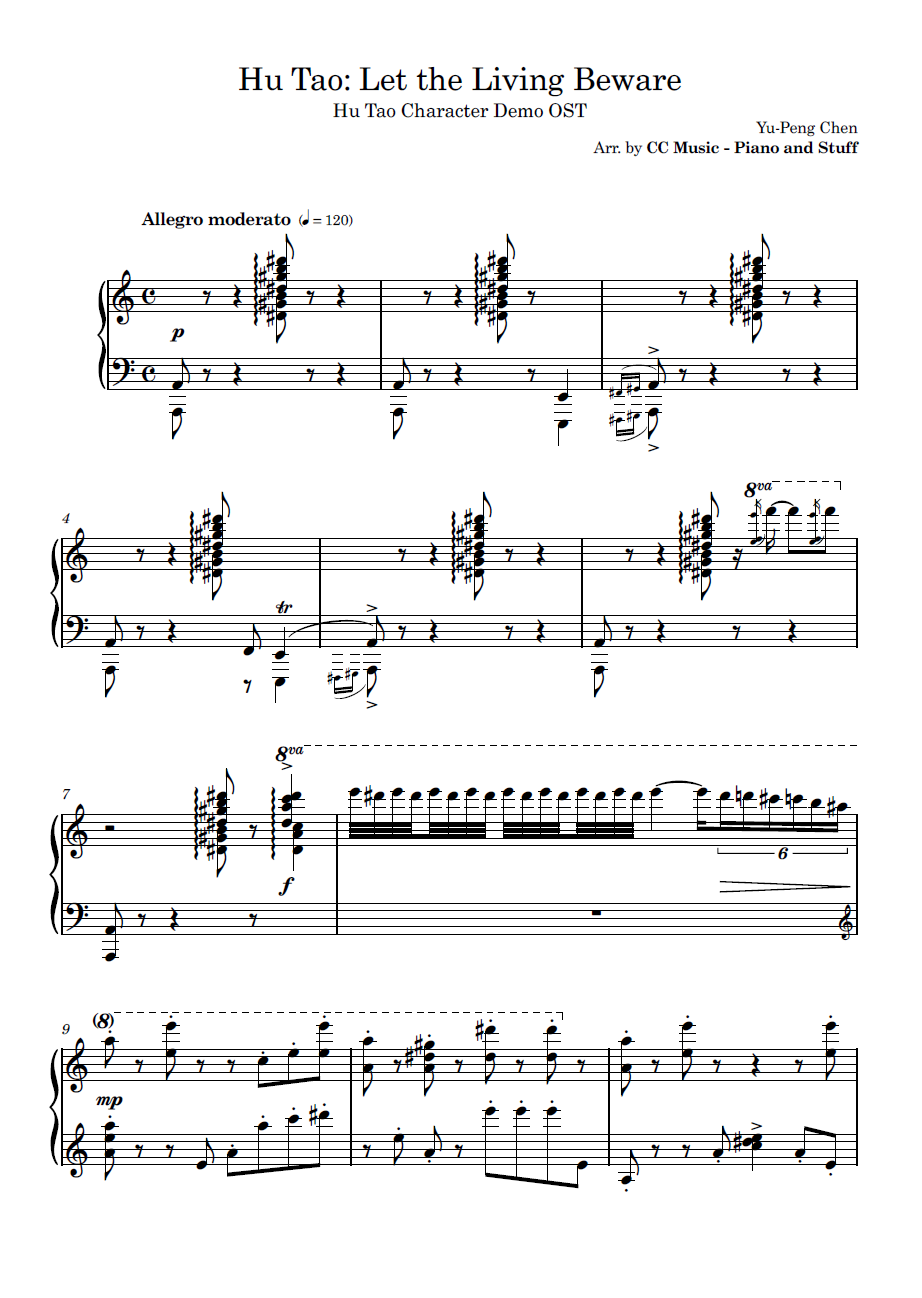 Hu Tao: Let the Living Beware
Hu Tao Character Demo OST
Yu-Peng Chen
Arr. by CC Music - Piano and Stuff
Allegro moderato (♩ = 120)
p
4
tr
8va
7
8va
f
6
9
(8)
mp